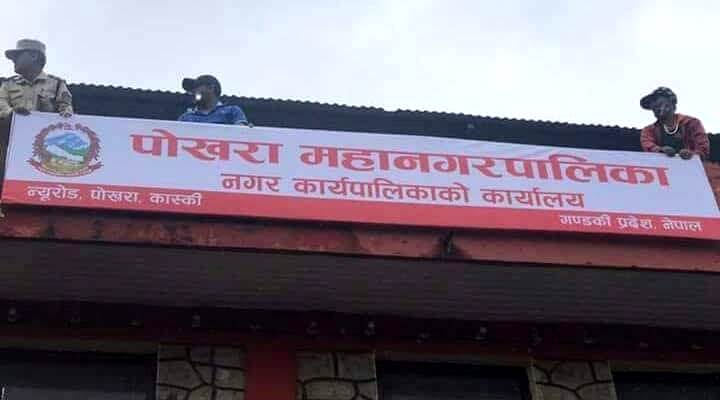 पोखरा महानगरपालिका
नगर कार्यपालिकाको कार्यालय
न्यूरोड, पोखरा, कास्की
गण्डकी प्रदेश, नेपाल